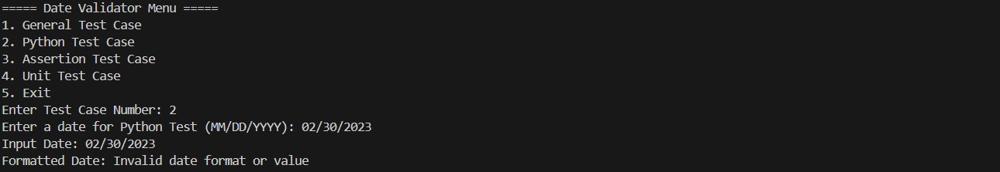 ===== Date Validator Menu =====
1. General Test Case
2. Python Test Case
3. Assertion Test Case
4. Unit Test Case
5. Exit
Enter Test Case Number: 2
Enter a date for Python Test (MM/DD/YYYY): 02/30/2023
Input Date: 02/30/2023
Formatted Date: Invalid date format or value